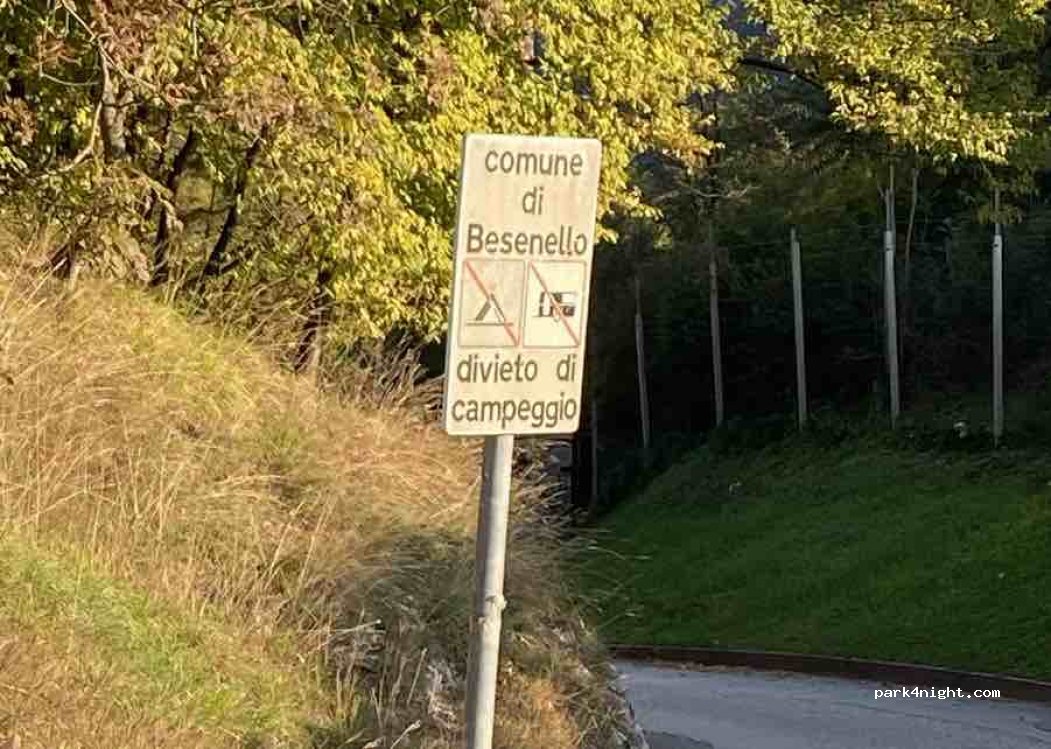 comune
di
Besenello
divieto di
campeggio
park4night.com